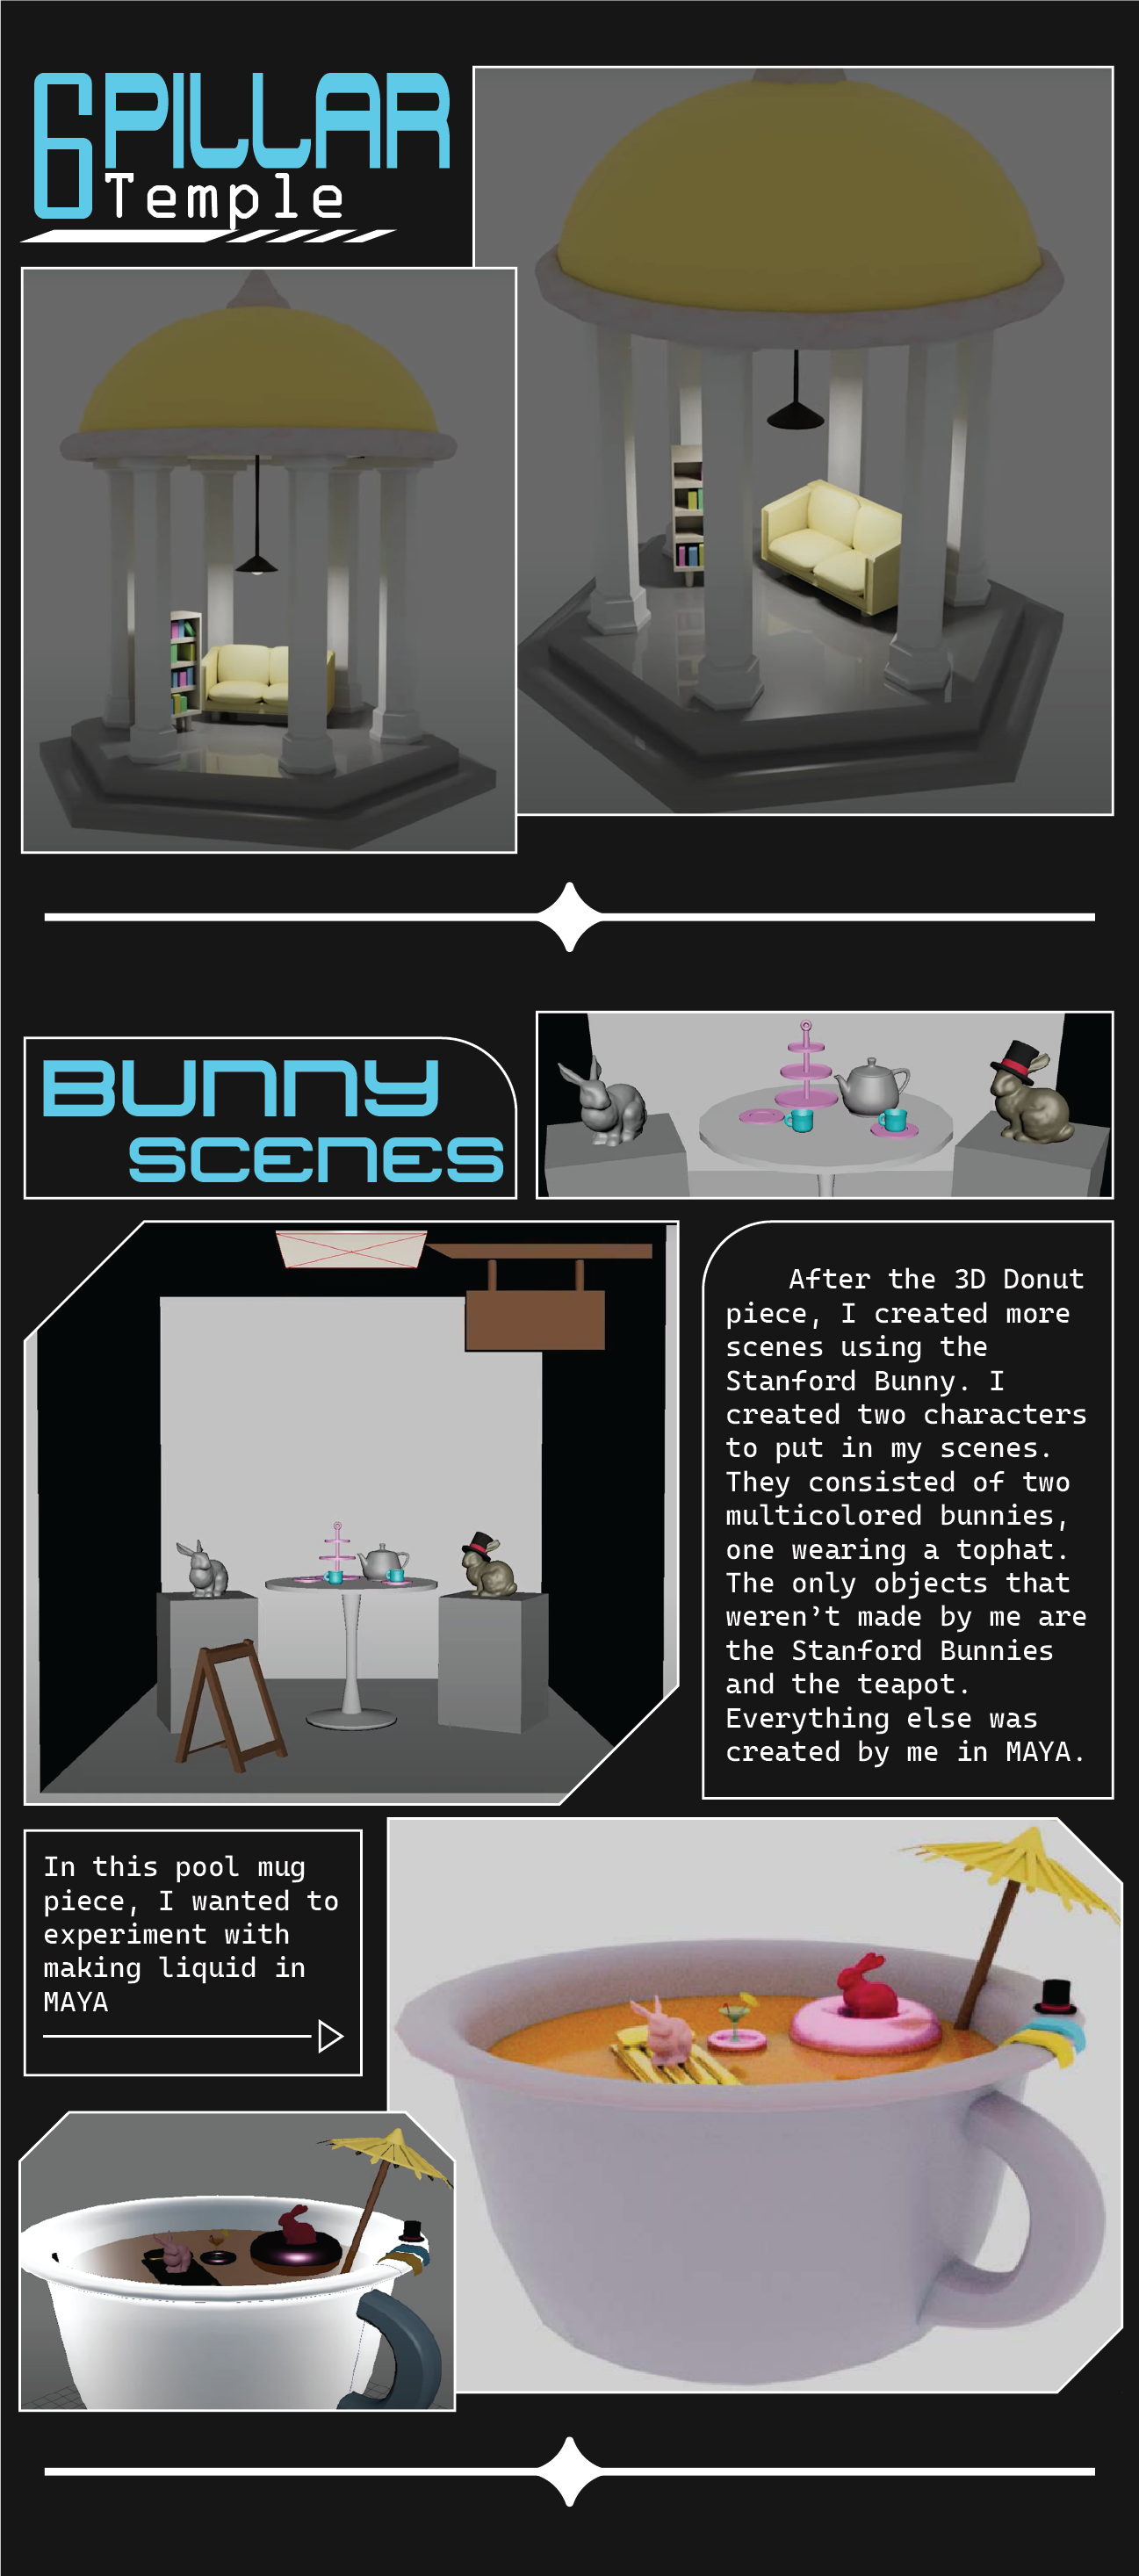 6 PILLAR
Temple
BUNNY
SCENES
After the 3D Donut
piece, I created more
scenes using the
Stanford Bunny. I
created two characters
to put in my scenes.
They consisted of two
multicolored bunnies,
one wearing a tophat.
The only objects that
weren’t made by me are
the Stanford Bunnies
and the teapot.
Everything else was
created by me in MAYA.
In this pool mug
piece, I wanted to
experiment with
making liquid in
MAYA